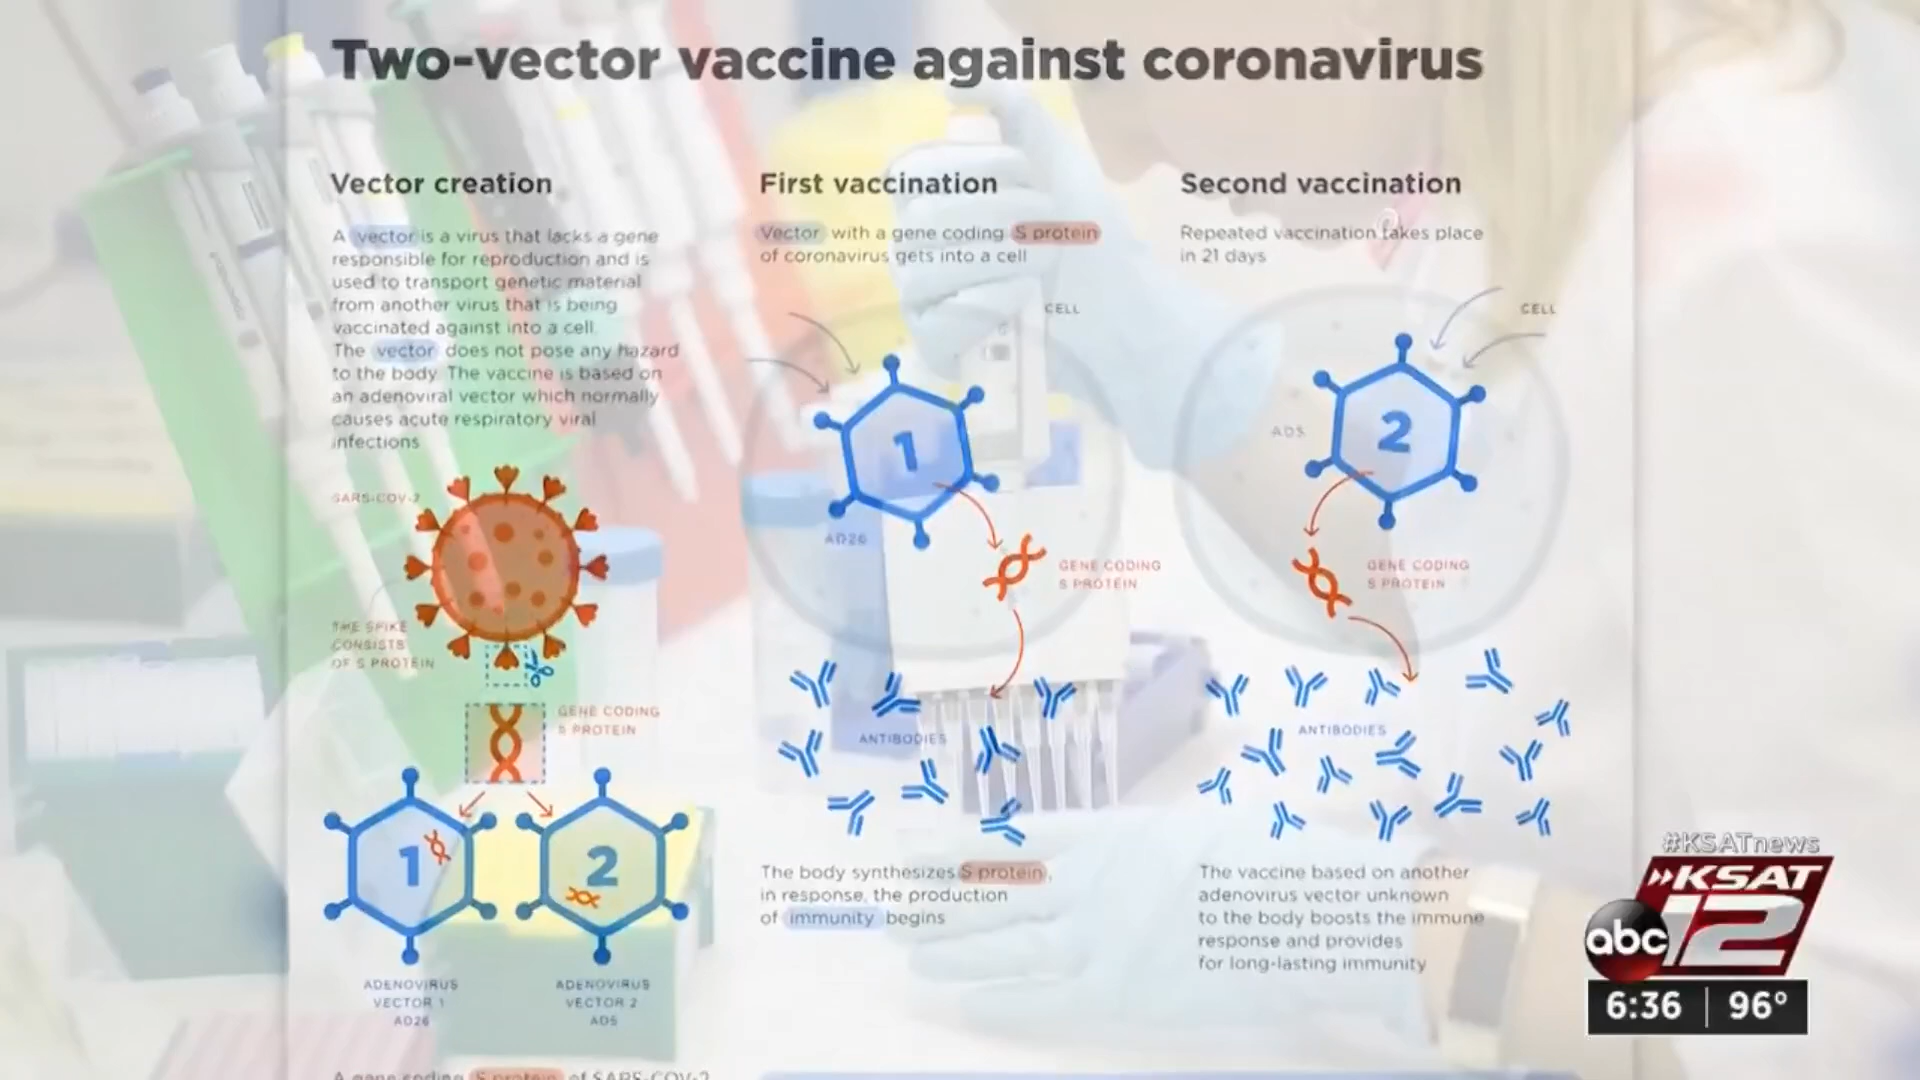 Two-vector vaccine against coronavirus
Vector creation
A vector is a virus that lacks a gene
responsible for reproduction and is
used to transport genetic material
from another virus that is being
vaccinated against into a cell.
The vector does not pose any hazard
to the body. The vaccine is based on
an adenoviral vector which normally
causes acute respiratory viral
infections
SARS-COV-2
THE SPIKE
CONSISTS
OF S PROTEIN
GENE CODING
S PROTEIN
1
2
ADENOVIRUS
VECTOR 1
AD26
ADENOVIRUS
VECTOR 2
AD5
A gene coding S protein of SARS-COV-2
First vaccination
Vector with a gene coding S protein
of coronavirus gets into a cell
CELL
1
AD26
GENE CODING
S PROTEIN
ANTIBODIES
The body synthesizes S protein,
in response, the production
of immunity begins
Second vaccination
Repeated vaccination takes place
in 21 days
CELL
AD5
2
GENE CODING
S PROTEIN
ANTIBODIES
The vaccine based on another
adenovirus vector unknown
to the body boosts the immune
response and provides
for long-lasting immunity
#KSATnews
KSAT
abc 12
6:36 96°